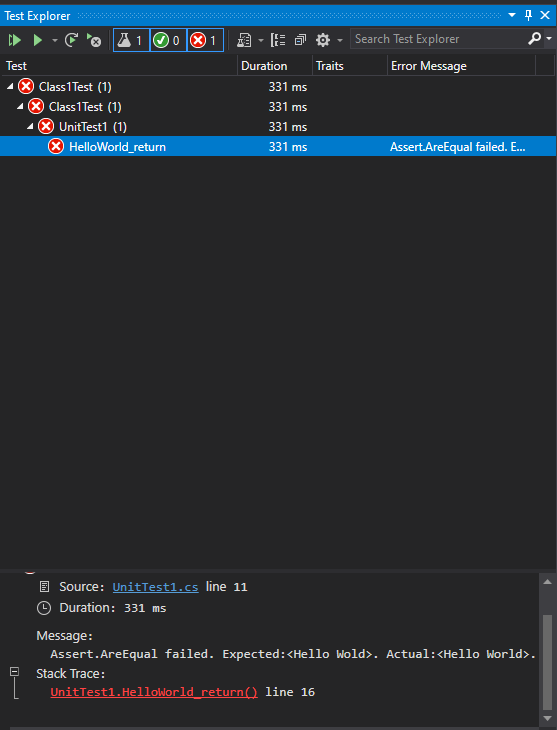 Test Explorer
1 0 1 Search Test Explorer
Test Duration Traits Error Message
Class1Test (1) 331 ms
Class1Test (1) 331 ms
UnitTest1 (1) 331 ms
HelloWorld_return 331 ms Assert.AreEqual failed. E...
Source: UnitTest1.cs line 11
Duration: 331 ms
Message:
Assert.AreEqual failed. Expected:<Hello Wold>. Actual:<Hello World>.
Stack Trace:
UnitTest1.HelloWorld_return() line 16